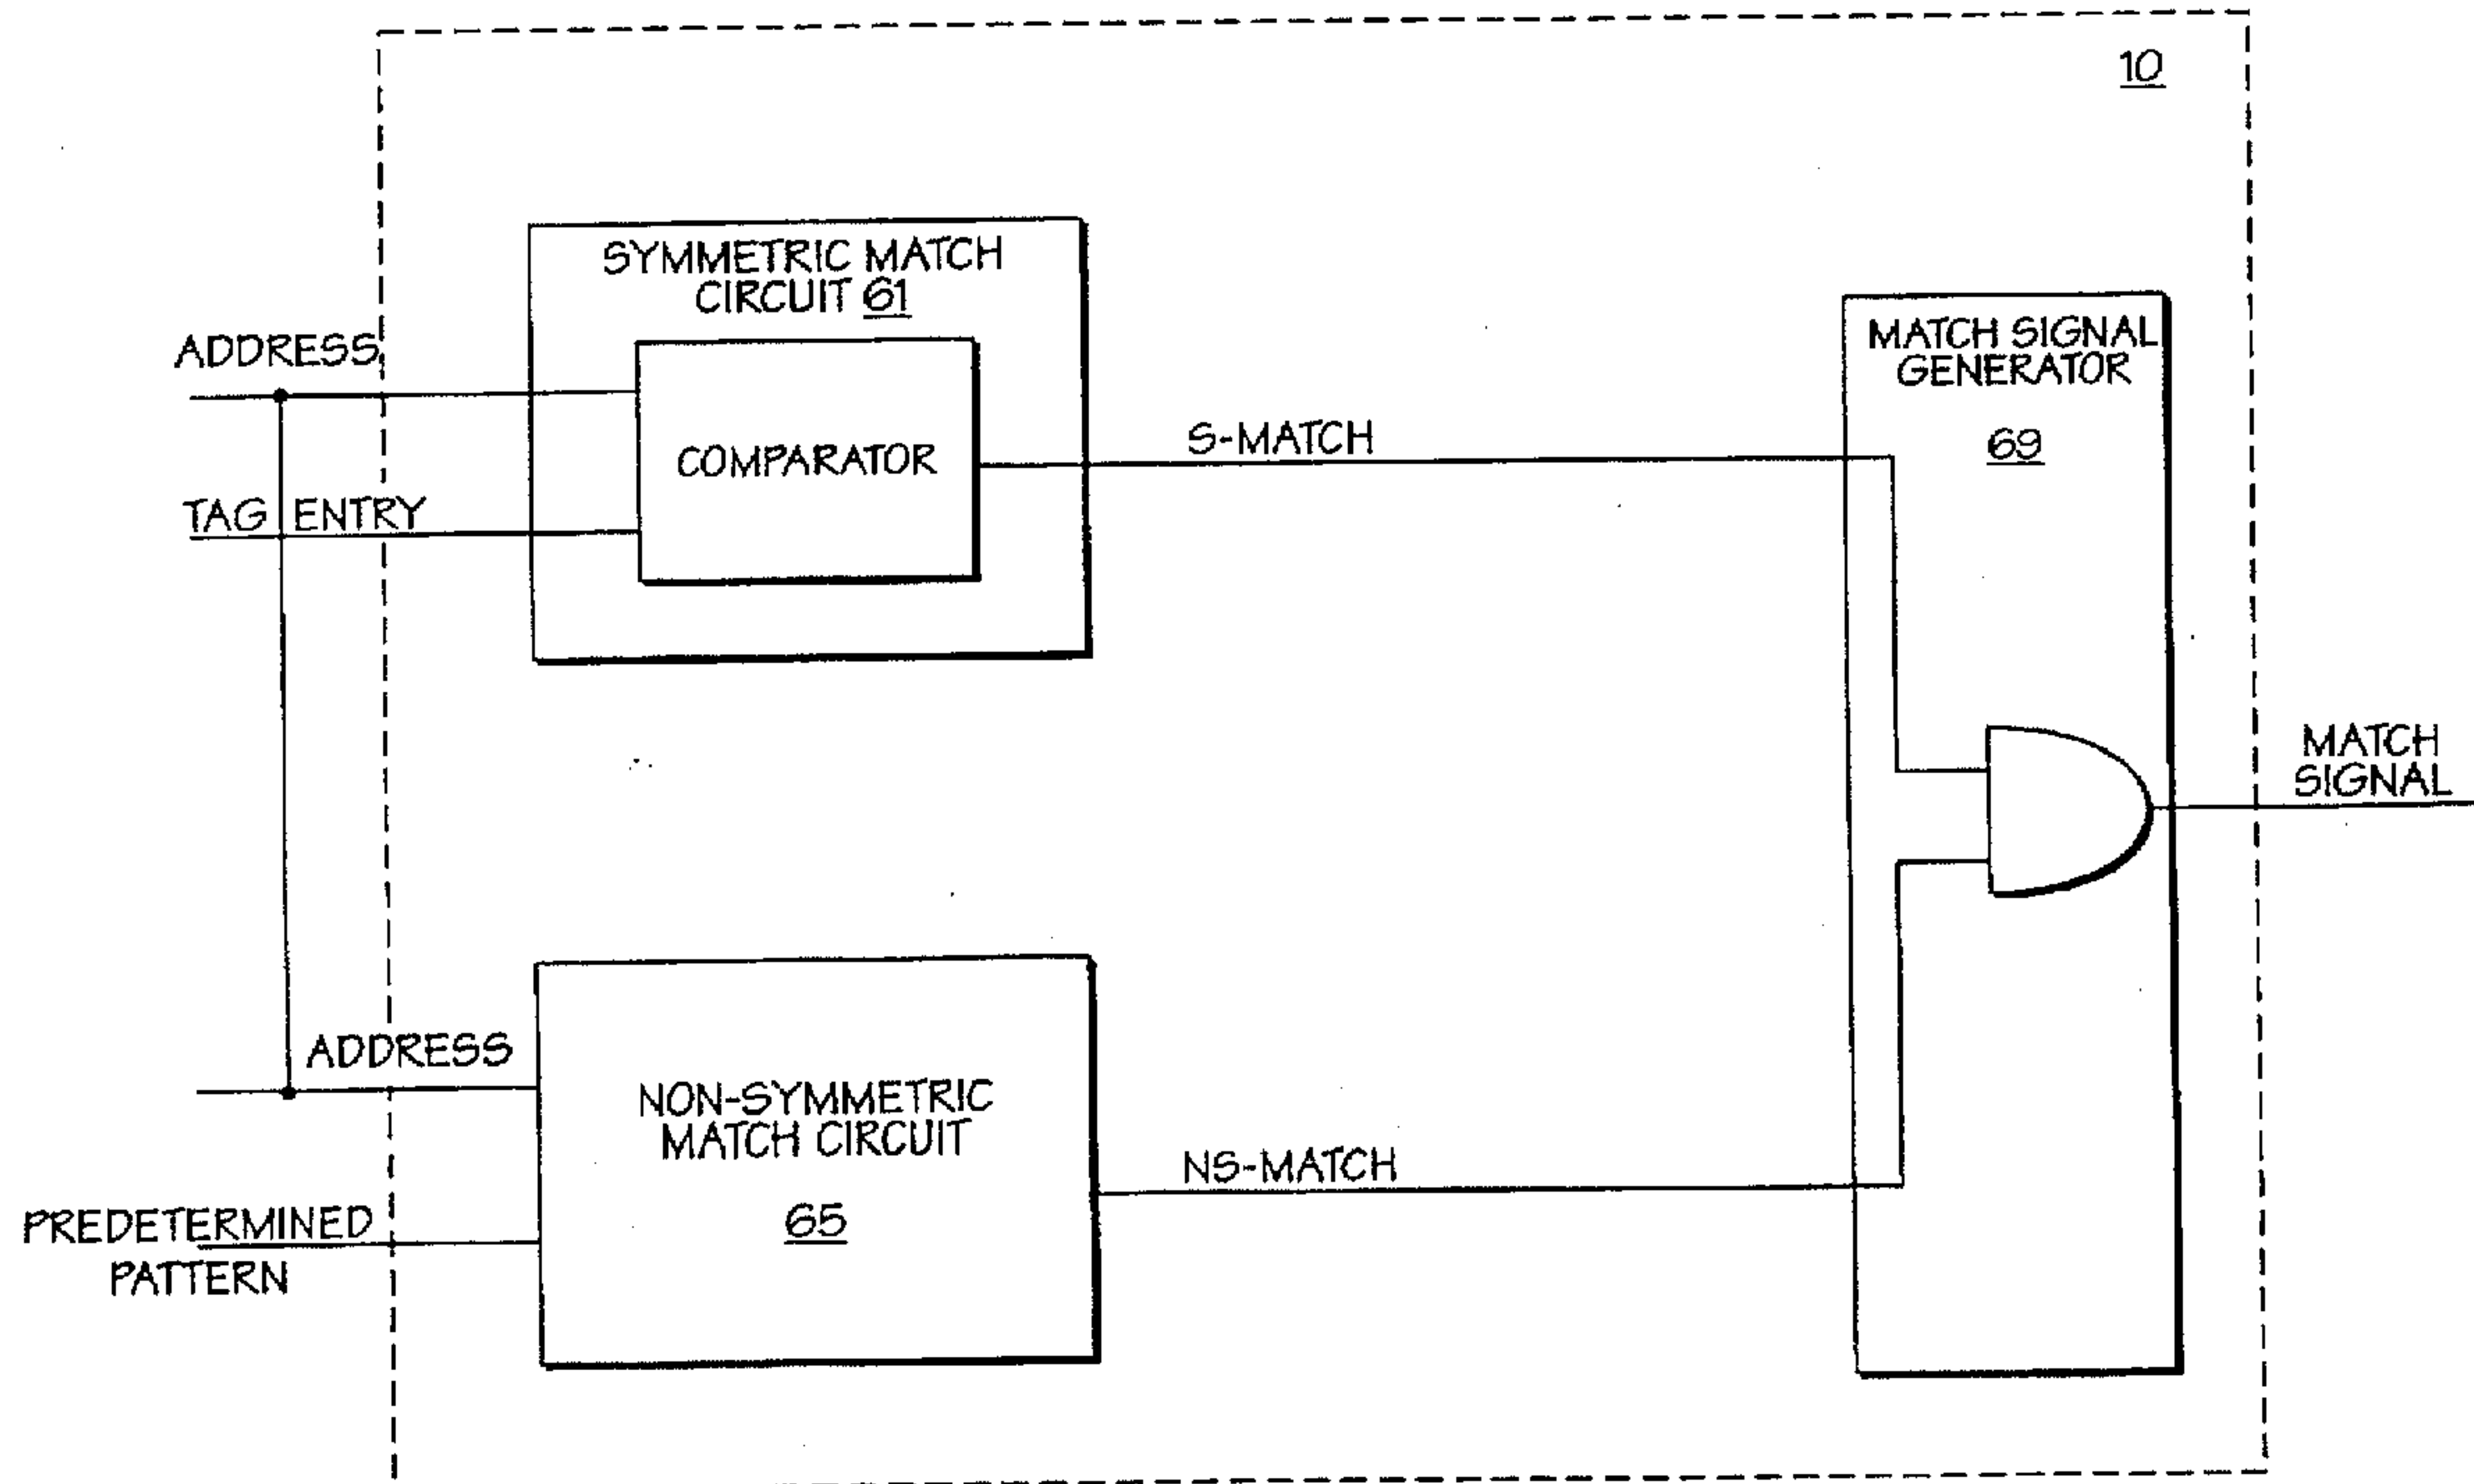 10
SYMMETRIC MATCH
CIRCUIT 61
ADDRESS
COMPARATOR
TAG ENTRY
S-MATCH
MATCH SIGNAL
GENERATOR
69
MATCH
SIGNAL
ADDRESS
NON-SYMMETRIC
MATCH CIRCUIT
65
NS-MATCH
PREDETERMINED
PATTERN